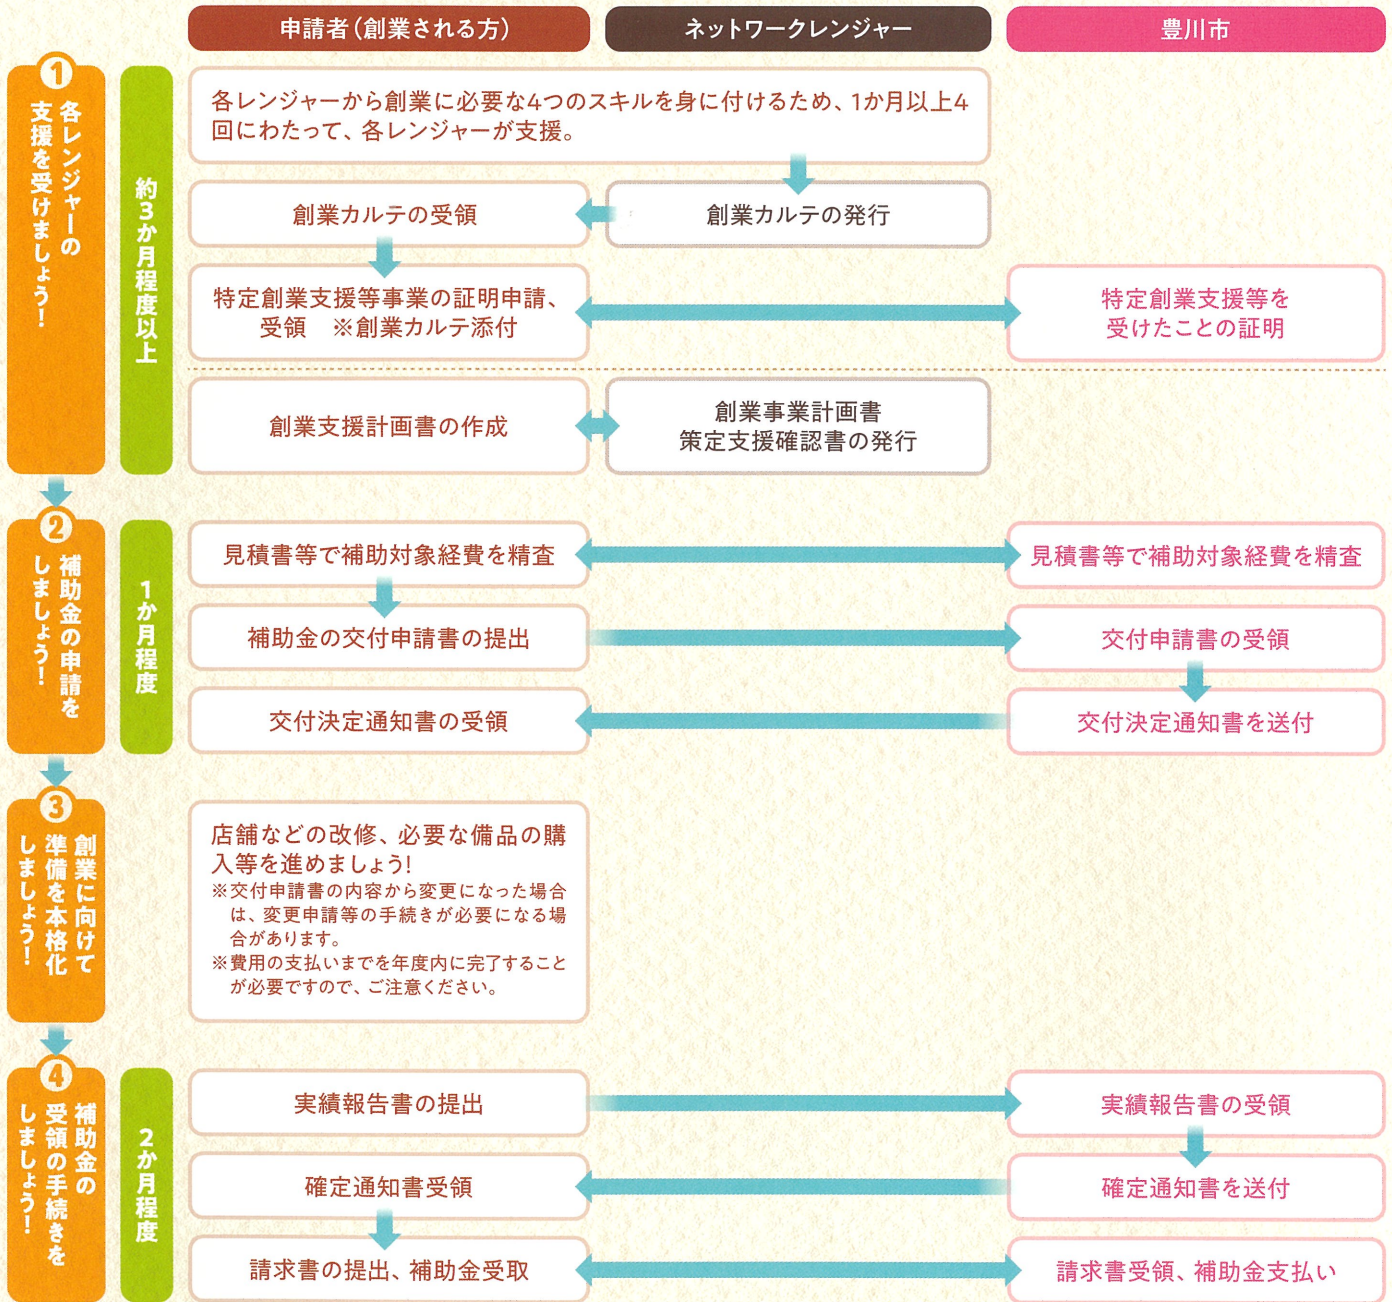 申請者（創業される方）
ネットワークレンジャー
豊川市
1
各レンジャーの
支援を受けましょう！
約3か月程度以上
各レンジャーから創業に必要な4つのスキルを身に付けるため、1か月以上4
回にわたって、各レンジャーが支援。
創業カルテの受領
創業カルテの発行
特定創業支援等事業の証明申請、
受領　※創業カルテ添付
特定創業支援等を
受けたことの証明
創業支援計画書の作成
創業事業計画書
策定支援確認書の発行
2
補助金の申請を
しましょう！
1か月程度
見積書等で補助対象経費を精査
見積書等で補助対象経費を精査
補助金の交付申請書の提出
交付申請書の受領
交付決定通知書の受領
交付決定通知書を送付
3
創業に向けて
準備を本格化
しましょう！
店舗などの改修、必要な備品の購
入等を進めましょう!
※交付申請書の内容から変更になった場合
は、変更申請等の手続きが必要になる場
合があります。
※費用の支払いまでを年度内に完了すること
が必要ですので、ご注意ください。
4
補助金の
受領の手続きを
しましょう！
2か月程度
実績報告書の提出
実績報告書の受領
確定通知書受領
確定通知書を送付
請求書の提出、補助金受取
請求書受領、補助金支払い